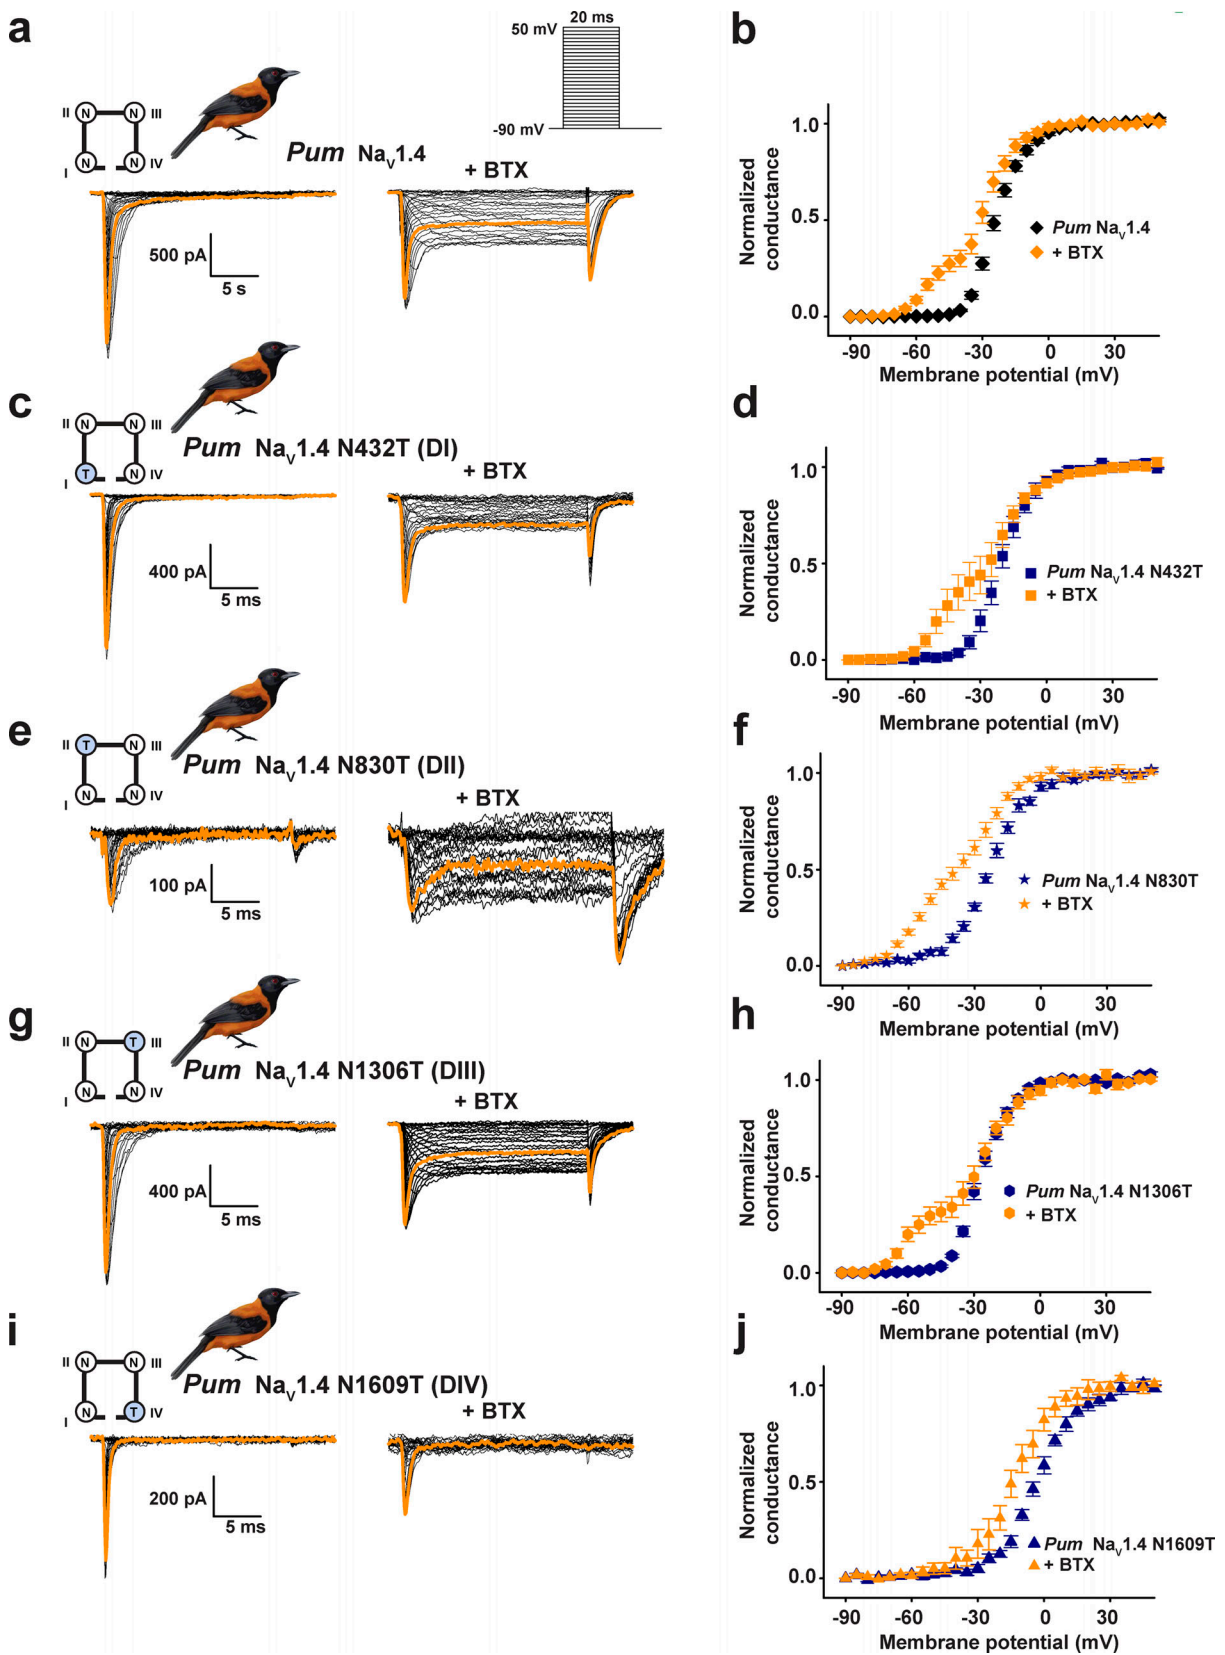 a
20 ms
50 mV
-90 mV
II N N III
I N N IV
Pum NaV1.4
+ BTX
500 pA
5 s
b
Normalized conductance
1.0
0.5
0.0
Pum NaV1.4
+ BTX
-90 -60 -30 0 30
Membrane potential (mV)
c
II N N III
I T N IV
Pum NaV1.4 N432T (DI)
+ BTX
400 pA
5 ms
d
Normalized conductance
1.0
0.5
0.0
Pum NaV1.4 N432T
+ BTX
-90 -60 -30 0 30
Membrane potential (mV)
e
II T N III
I N N IV
Pum NaV1.4 N830T (DII)
+ BTX
100 pA
5 ms
f
Normalized conductance
1.0
0.5
0.0
Pum NaV1.4 N830T
+ BTX
-90 -60 -30 0 30
Membrane potential (mV)
g
II N T III
I N N IV
Pum NaV1.4 N1306T (DIII)
+ BTX
400 pA
5 ms
h
Normalized conductance
1.0
0.5
0.0
Pum NaV1.4 N1306T
+ BTX
-90 -60 -30 0 30
Membrane potential (mV)
i
II N N III
I N T IV
Pum NaV1.4 N1609T (DIV)
+ BTX
200 pA
5 ms
j
Normalized conductance
1.0
0.5
0.0
Pum NaV1.4 N1609T
+ BTX
-90 -60 -30 0 30
Membrane potential (mV)